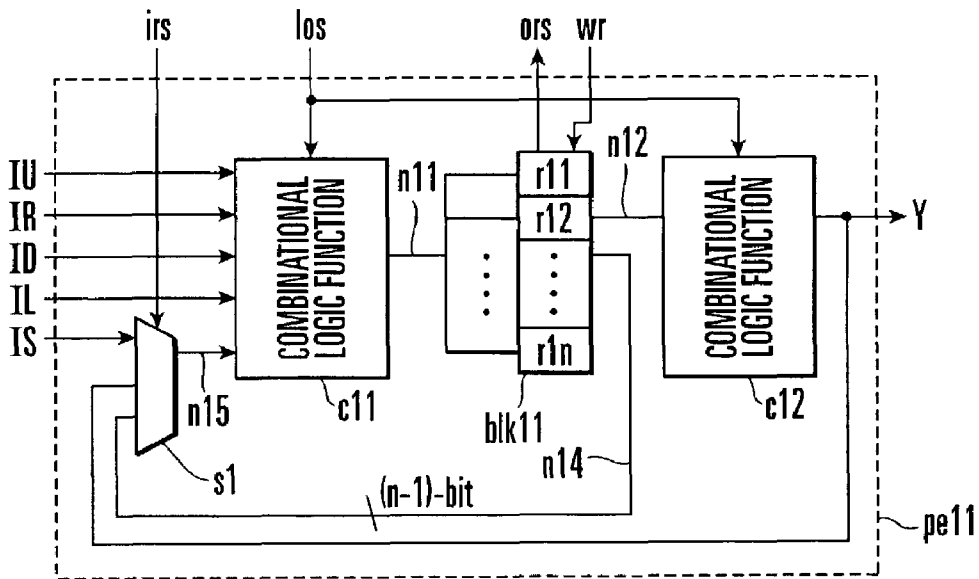 irs
los
ors
wr
IU
IR
ID
IL
IS
COMBINATIONAL
LOGIC FUNCTION
n11
r11
r12
r1n
n12
COMBINATIONAL
LOGIC FUNCTION
Y
n15
c11
blk11
c12
s1
n14
(n-1)-bit
pe11